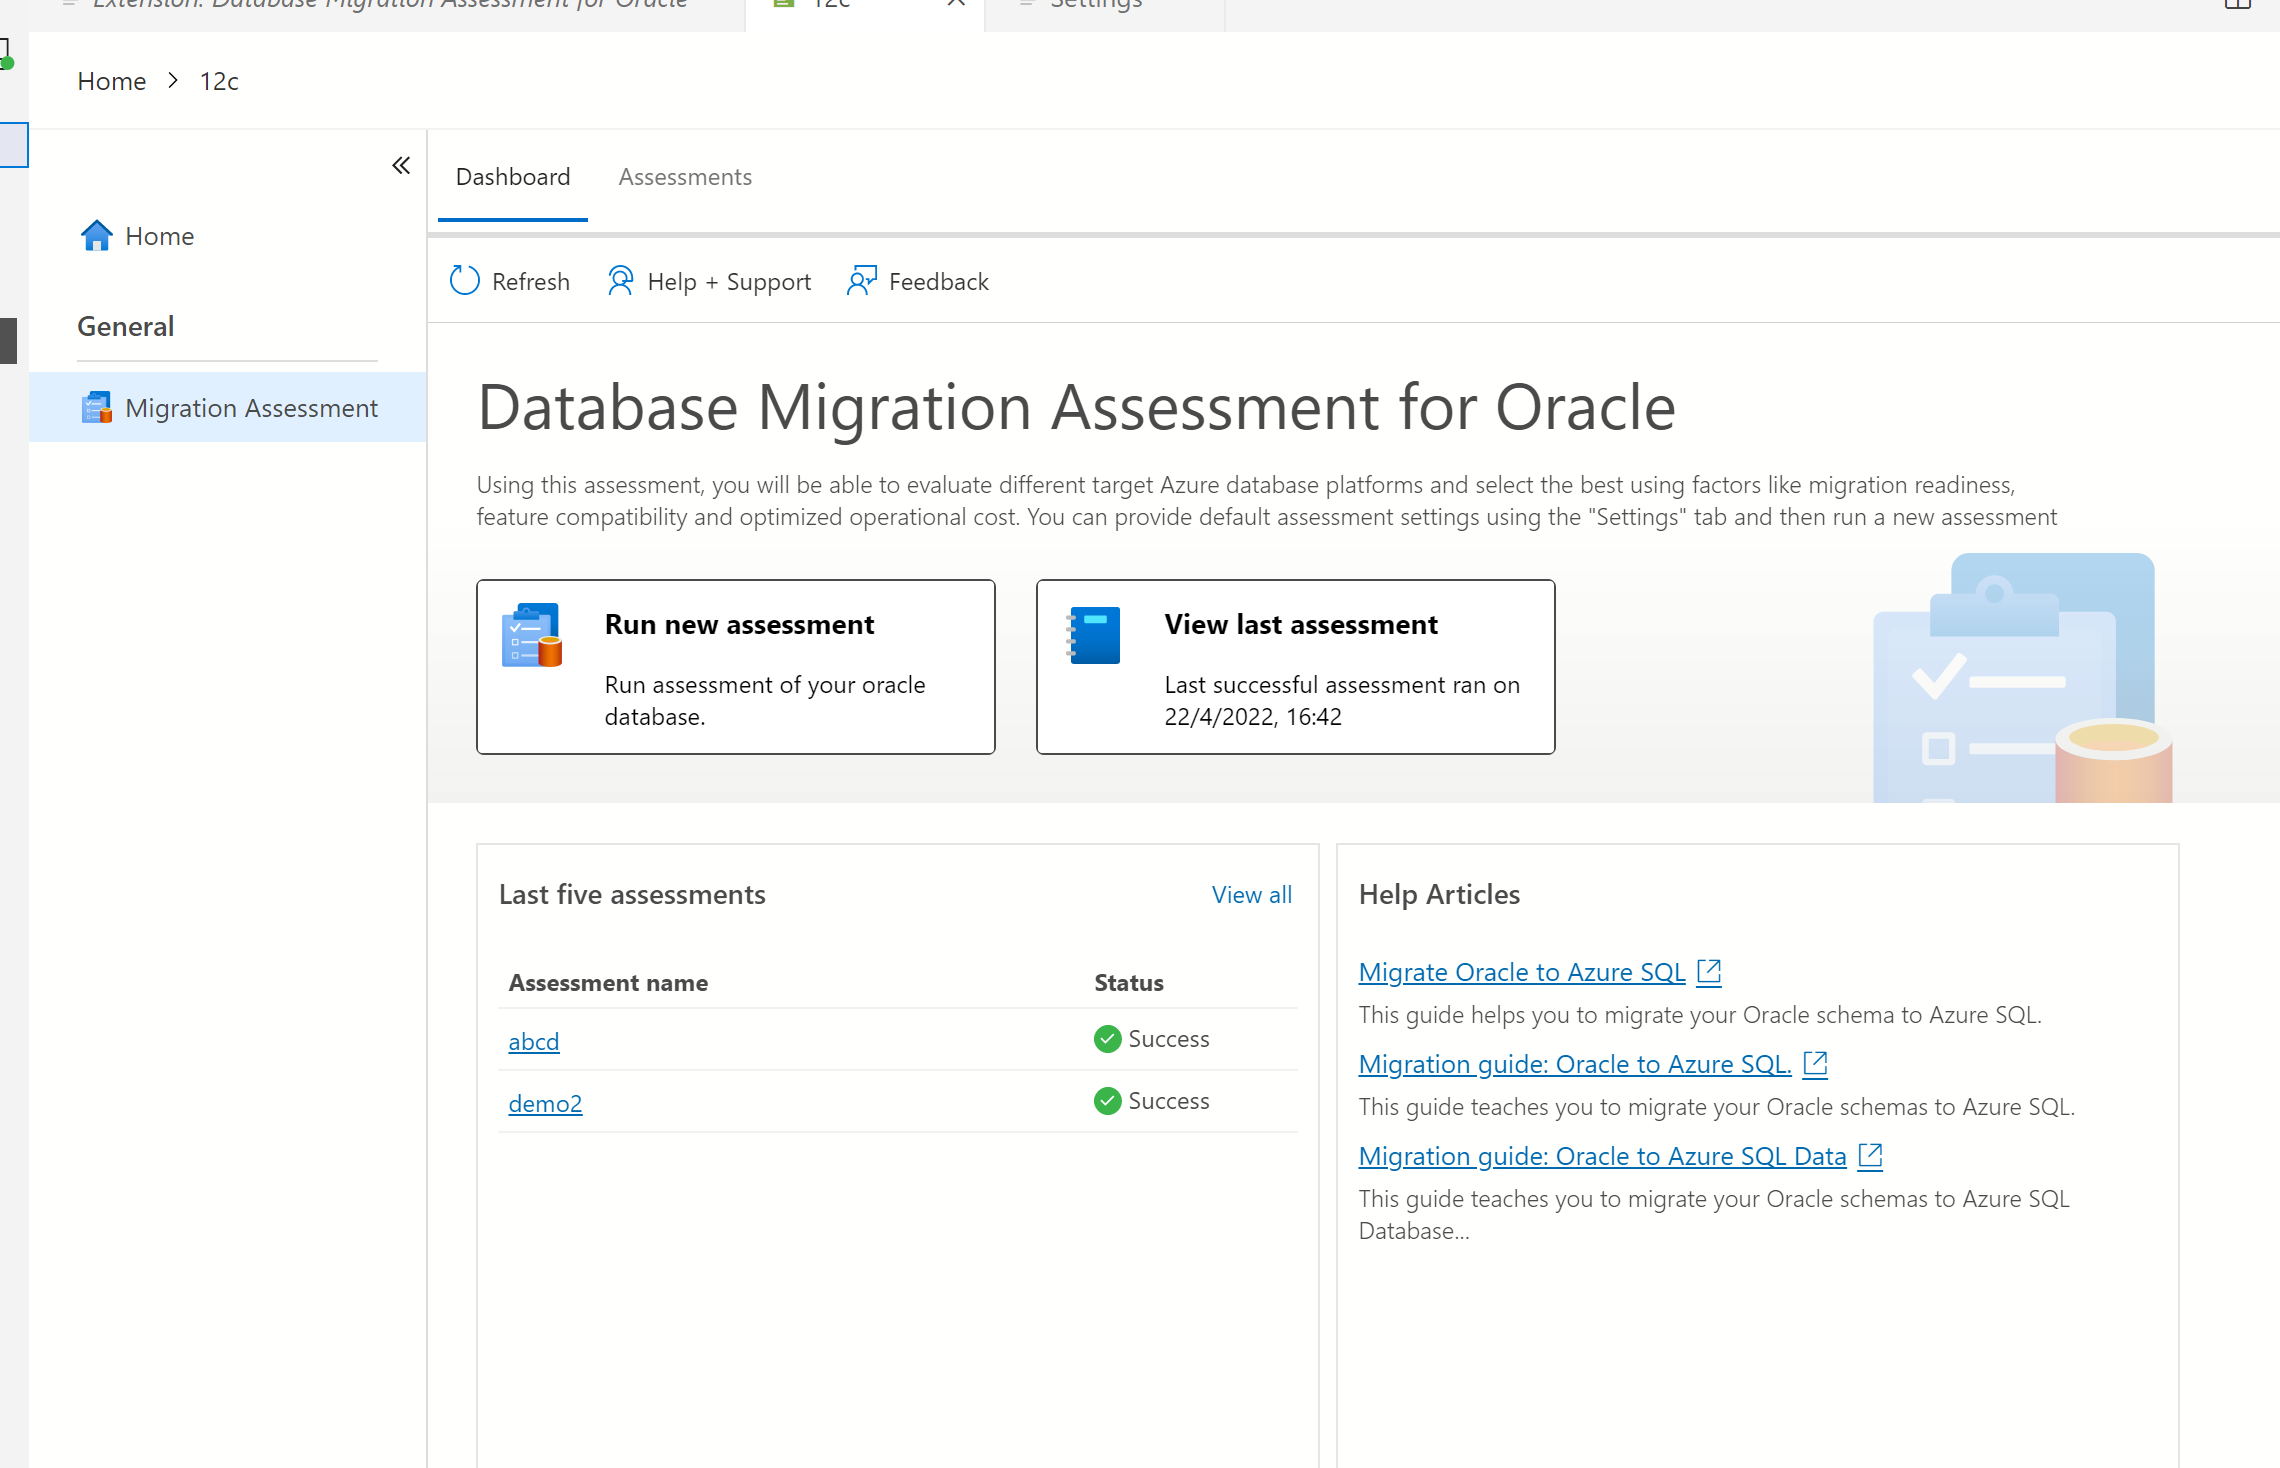 Extension: Database Migration Assessment for Oracle
12c
Settings
Home > 12c
Home
General
Migration Assessment
Dashboard
Assessments
Refresh
Help + Support
Feedback
Database Migration Assessment for Oracle
Using this assessment, you will be able to evaluate different target Azure database platforms and select the best using factors like migration readiness,
feature compatibility and optimized operational cost. You can provide default assessment settings using the "Settings" tab and then run a new assessment
Run new assessment
Run assessment of your oracle
database.
View last assessment
Last successful assessment ran on
22/4/2022, 16:42
Last five assessments
View all
Assessment name
Status
abcd
Success
demo2
Success
Help Articles
Migrate Oracle to Azure SQL
This guide helps you to migrate your Oracle schema to Azure SQL.
Migration guide: Oracle to Azure SQL.
This guide teaches you to migrate your Oracle schemas to Azure SQL.
Migration guide: Oracle to Azure SQL Data
This guide teaches you to migrate your Oracle schemas to Azure SQL
Database...